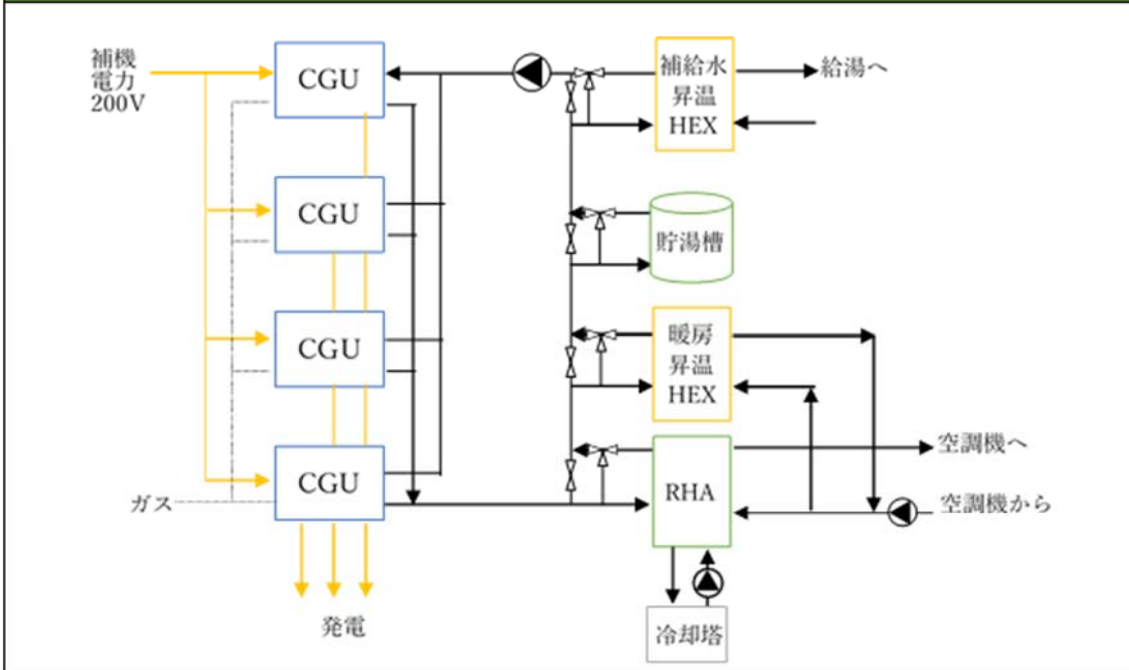 補機
電力
200V
CGU
CGU
CGU
CGU
ガス
発電
補給水
昇温
HEX
給湯へ
貯湯槽
暖房
昇温
HEX
RHA
空調機へ
空調機から
冷却塔